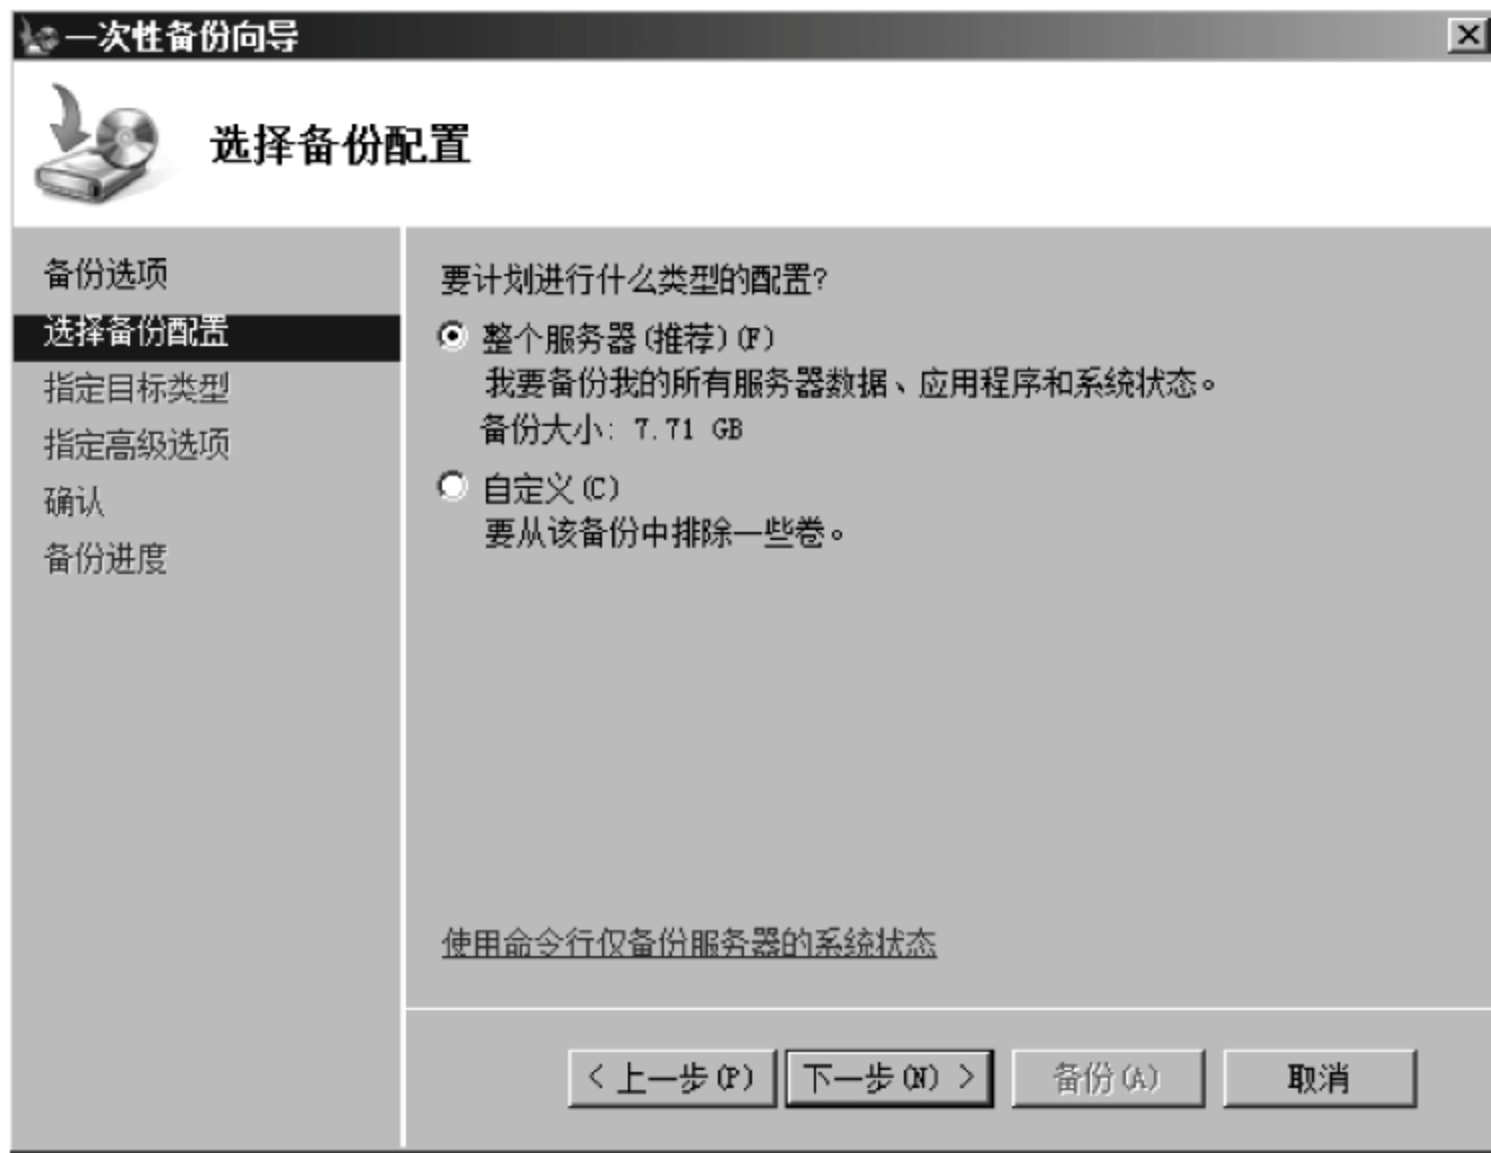 一次性备份向导
选择备份配置
备份选项
选择备份配置
指定目标类型
指定高级选项
确认
备份进度
要计划进行什么类型的配置?
整个服务器(推荐)(F)
我要备份我的所有服务器数据、应用程序和系统状态。
备份大小: 7.71 GB
自定义(C)
要从该备份中排除一些卷。
使用命令行仅备份服务器的系统状态
< 上一步(P) 下一步(N) > 备份(A) 取消